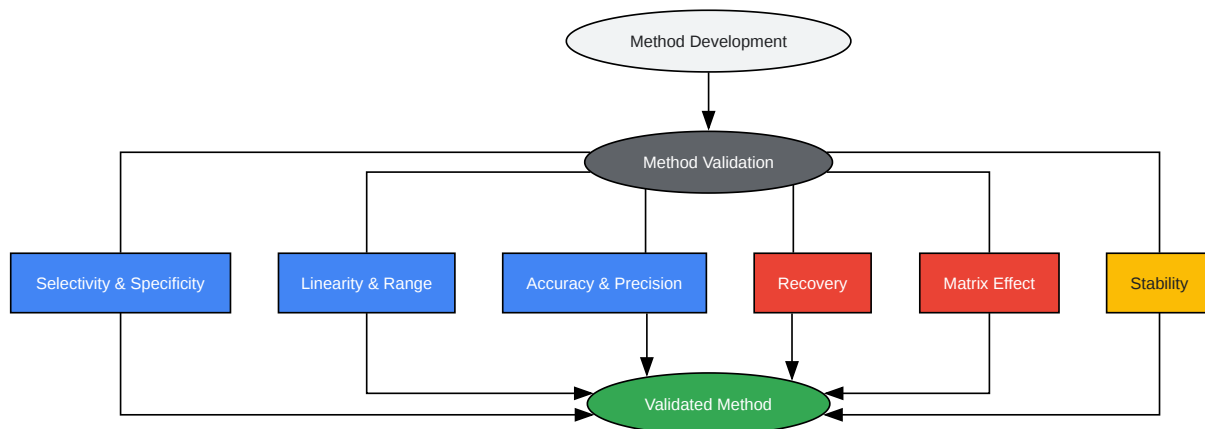 Method Development
Method Validation
Selectivity & Specificity
Linearity & Range
Accuracy & Precision
Recovery
Matrix Effect
Stability
Validated Method